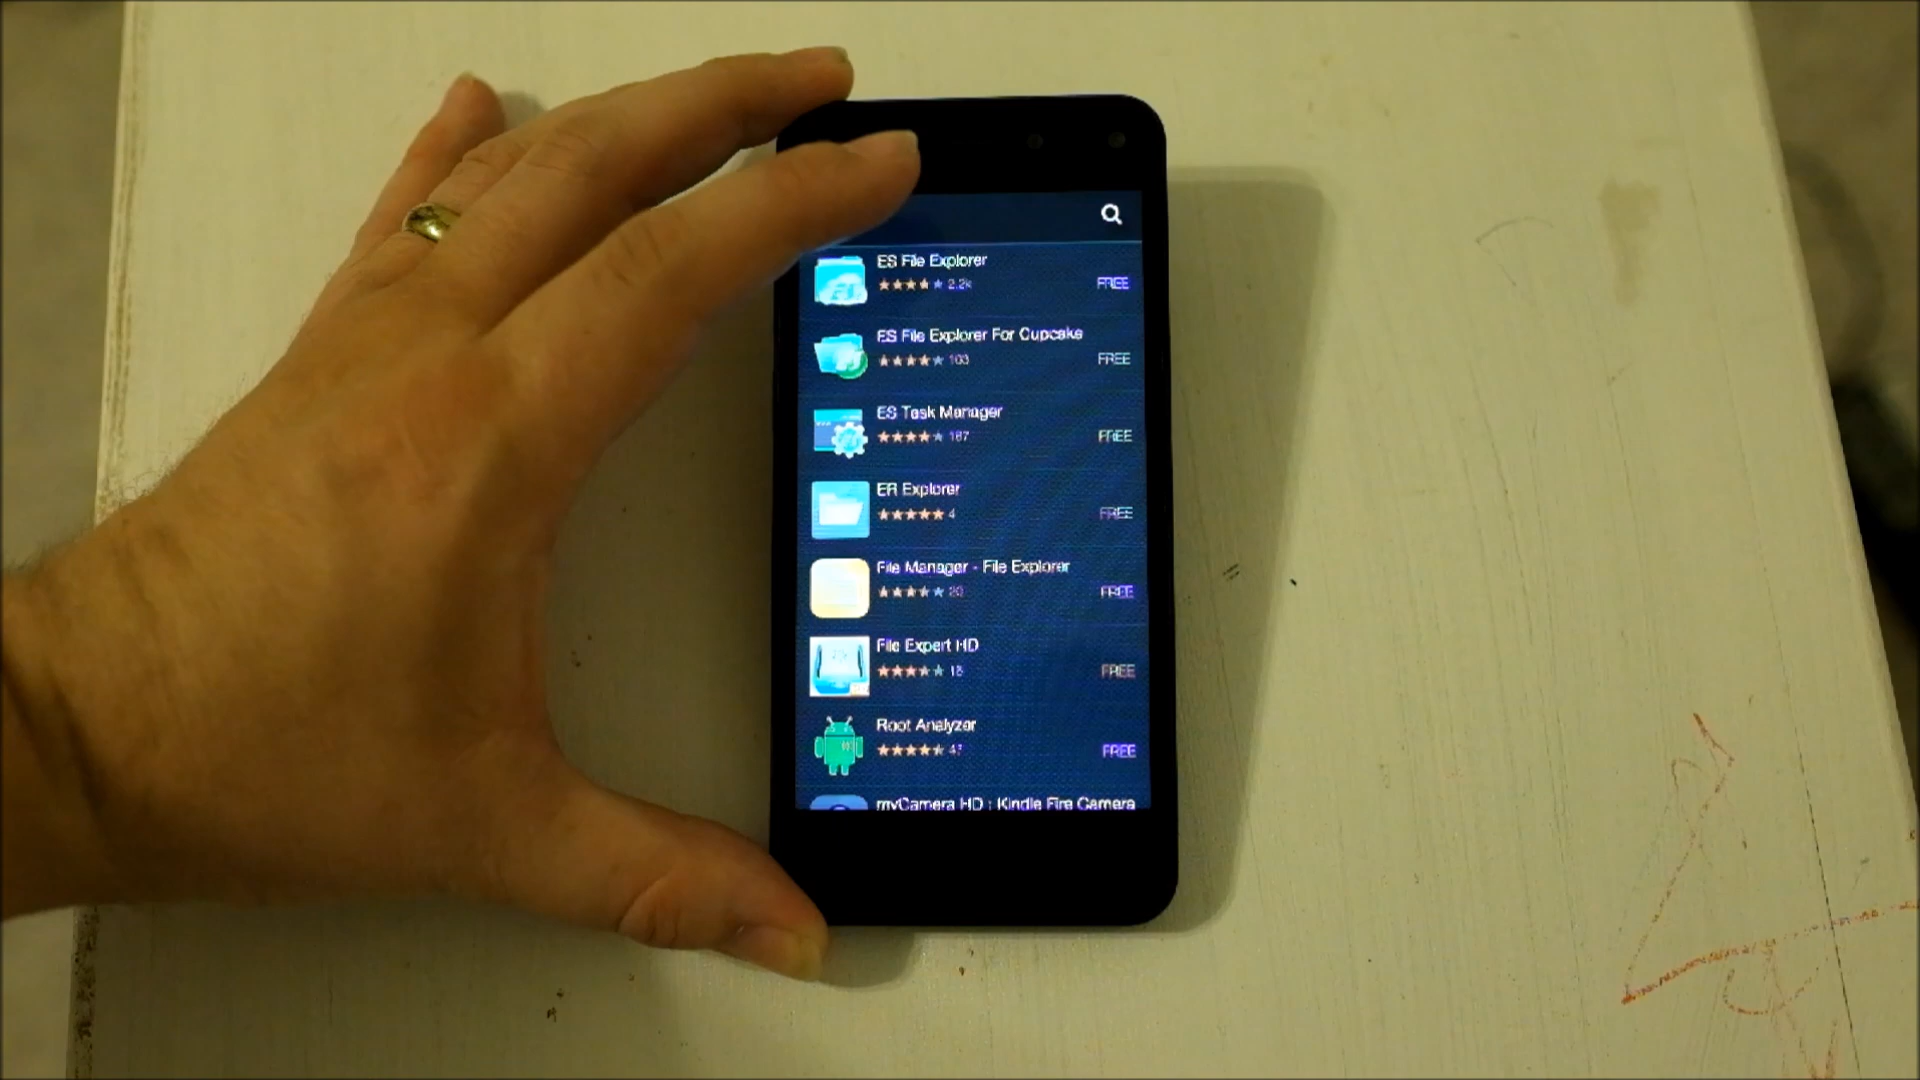 ES File Explorer
2.2k
FREE
ES File Explorer For Cupcake
103
FREE
ES Task Manager
187
FREE
ER Explorer
4
FREE
File Manager - File Explorer
20
FREE
File Expert HD
FREE
Root Analyzer
FREE
myCamera HD : Kindle Fire Camera